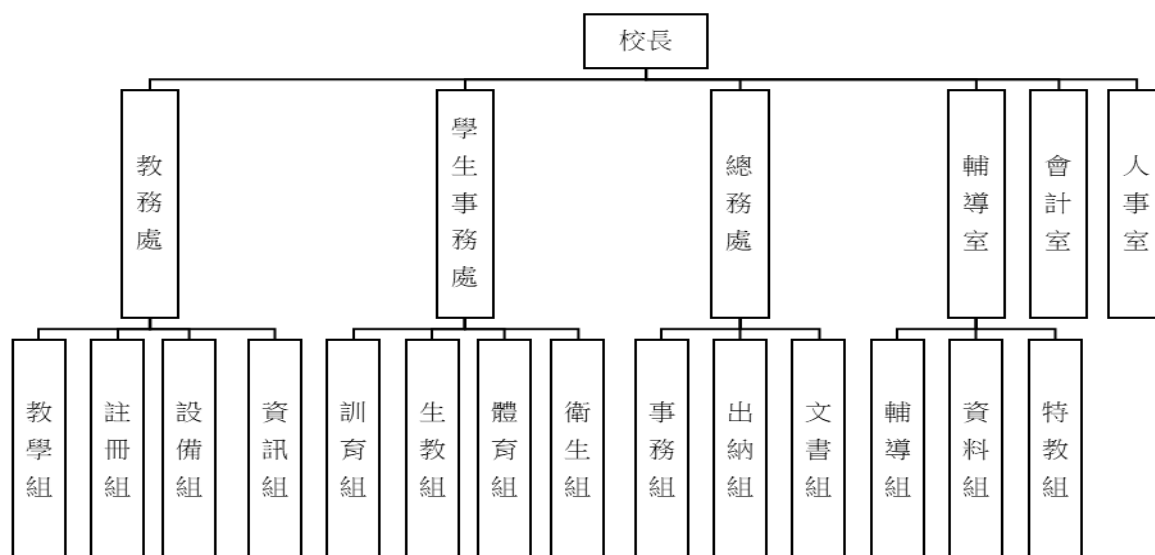 校長
教務處
學生事務處
總務處
輔導室
會計室
人事室
教學組
註冊組
設備組
資訊組
訓育組
生教組
體育組
衛生組
事務組
出納組
文書組
輔導組
資料組
特教組